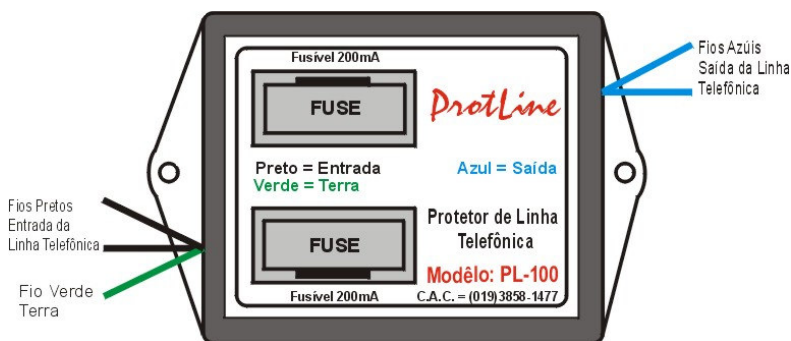 Fusível 200mA
FUSE
ProtLine
Preto = Entrada
Verde = Terra
Azul = Saída
FUSE
Protetor de Linha
Telefônica
Modêlo: PL-100
Fusível 200mA
C.A.C. = (019)3858-1477
Fios Azúis
Saída da Linha
Telefônica
Fios Pretos
Entrada da
Linha Telefônica
Fio Verde
Terra